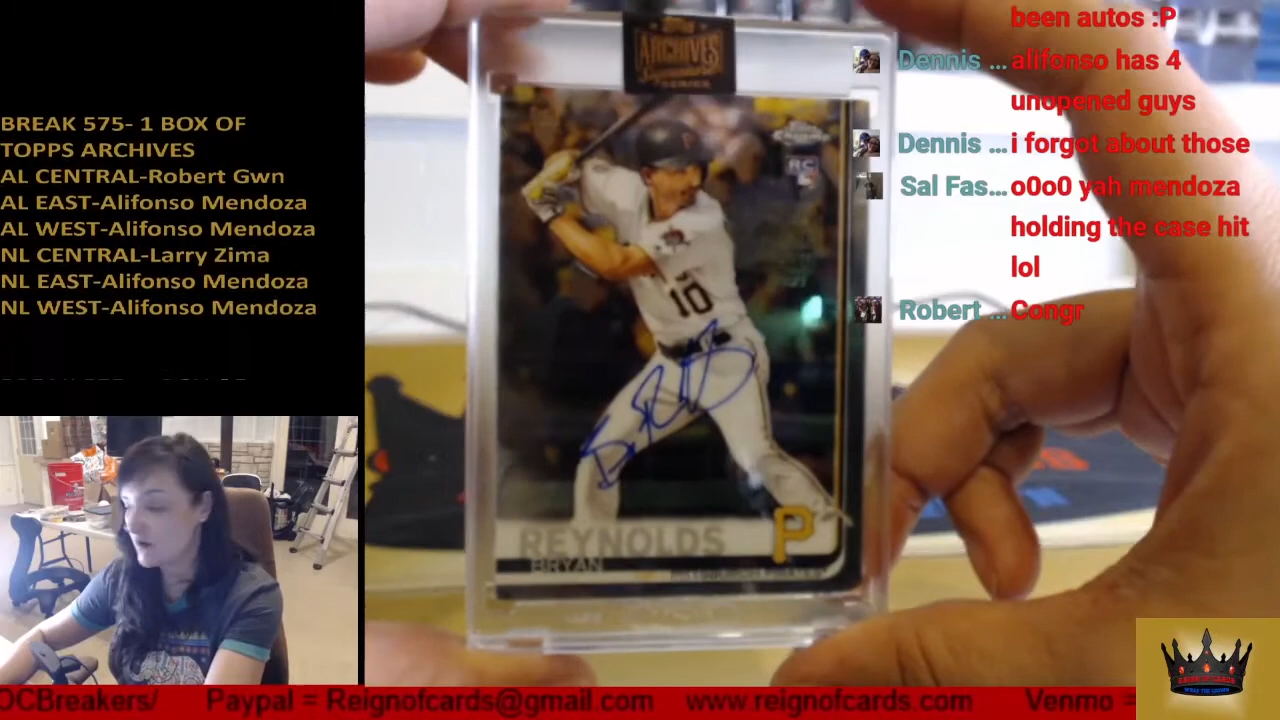 BREAK 575- 1 BOX OF
TOPPS ARCHIVES
AL CENTRAL-Robert Gwn
AL EAST-Alifonso Mendoza
AL WEST-Alifonso Mendoza
NL CENTRAL-Larry Zima
NL EAST-Alifonso Mendoza
NL WEST-Alifonso Mendoza
been autos :P
Dennis ... allfonso has 4
unopened guys
Dennis ... i forgot about those
Sal Fas... o0o0 yah mendoza
holding the case hit
lol
Robert ... Congr
TOPPS
ARCHIVES
SERIES
RC
10
REYNOLDS
BRYAN
P
OCBreakers/ Paypal = Reignofcards@gmail.com www.reignofcards.com Venmo =